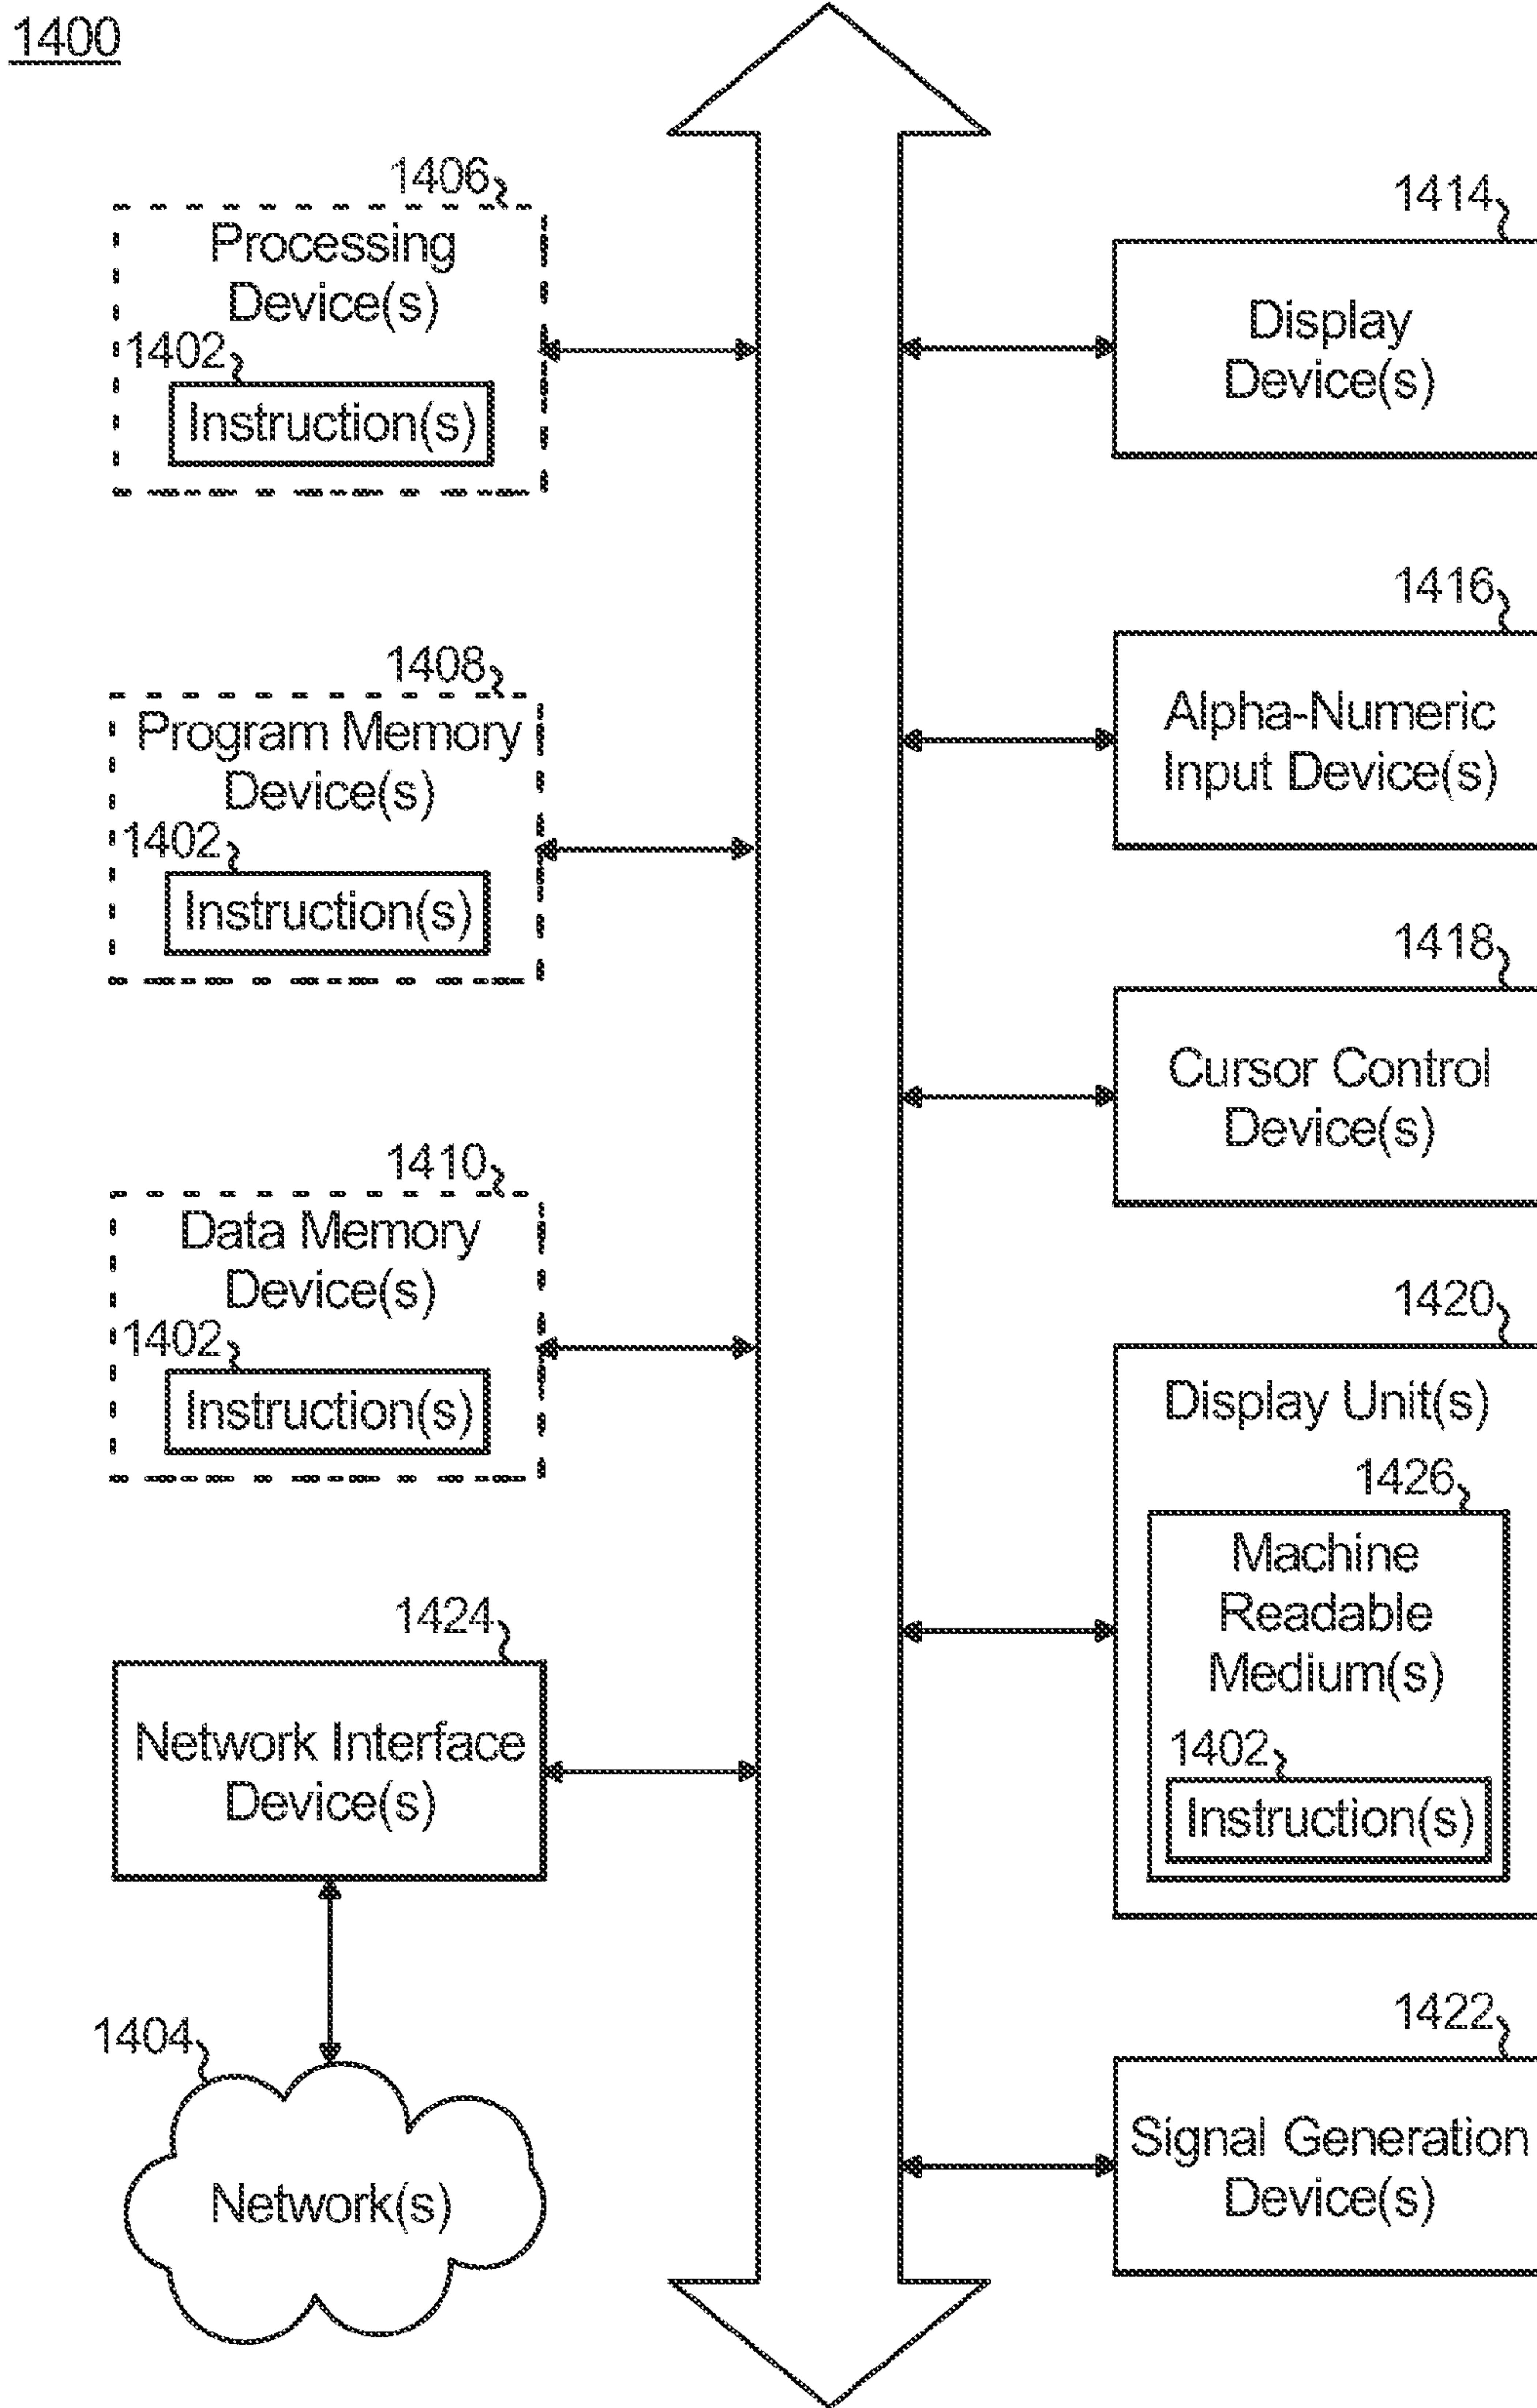 1400
1406
Processing
Device(s)
1402
Instruction(s)
1408
Program Memory
Device(s)
1402
Instruction(s)
1410
Data Memory
Device(s)
1402
Instruction(s)
1424
Network Interface
Device(s)
1404
Network(s)
1414
Display
Device(s)
1416
Alpha-Numeric
Input Device(s)
1418
Cursor Control
Device(s)
1420
Display Unit(s)
1426
Machine
Readable
Medium(s)
1402
Instruction(s)
1422
Signal Generation
Device(s)